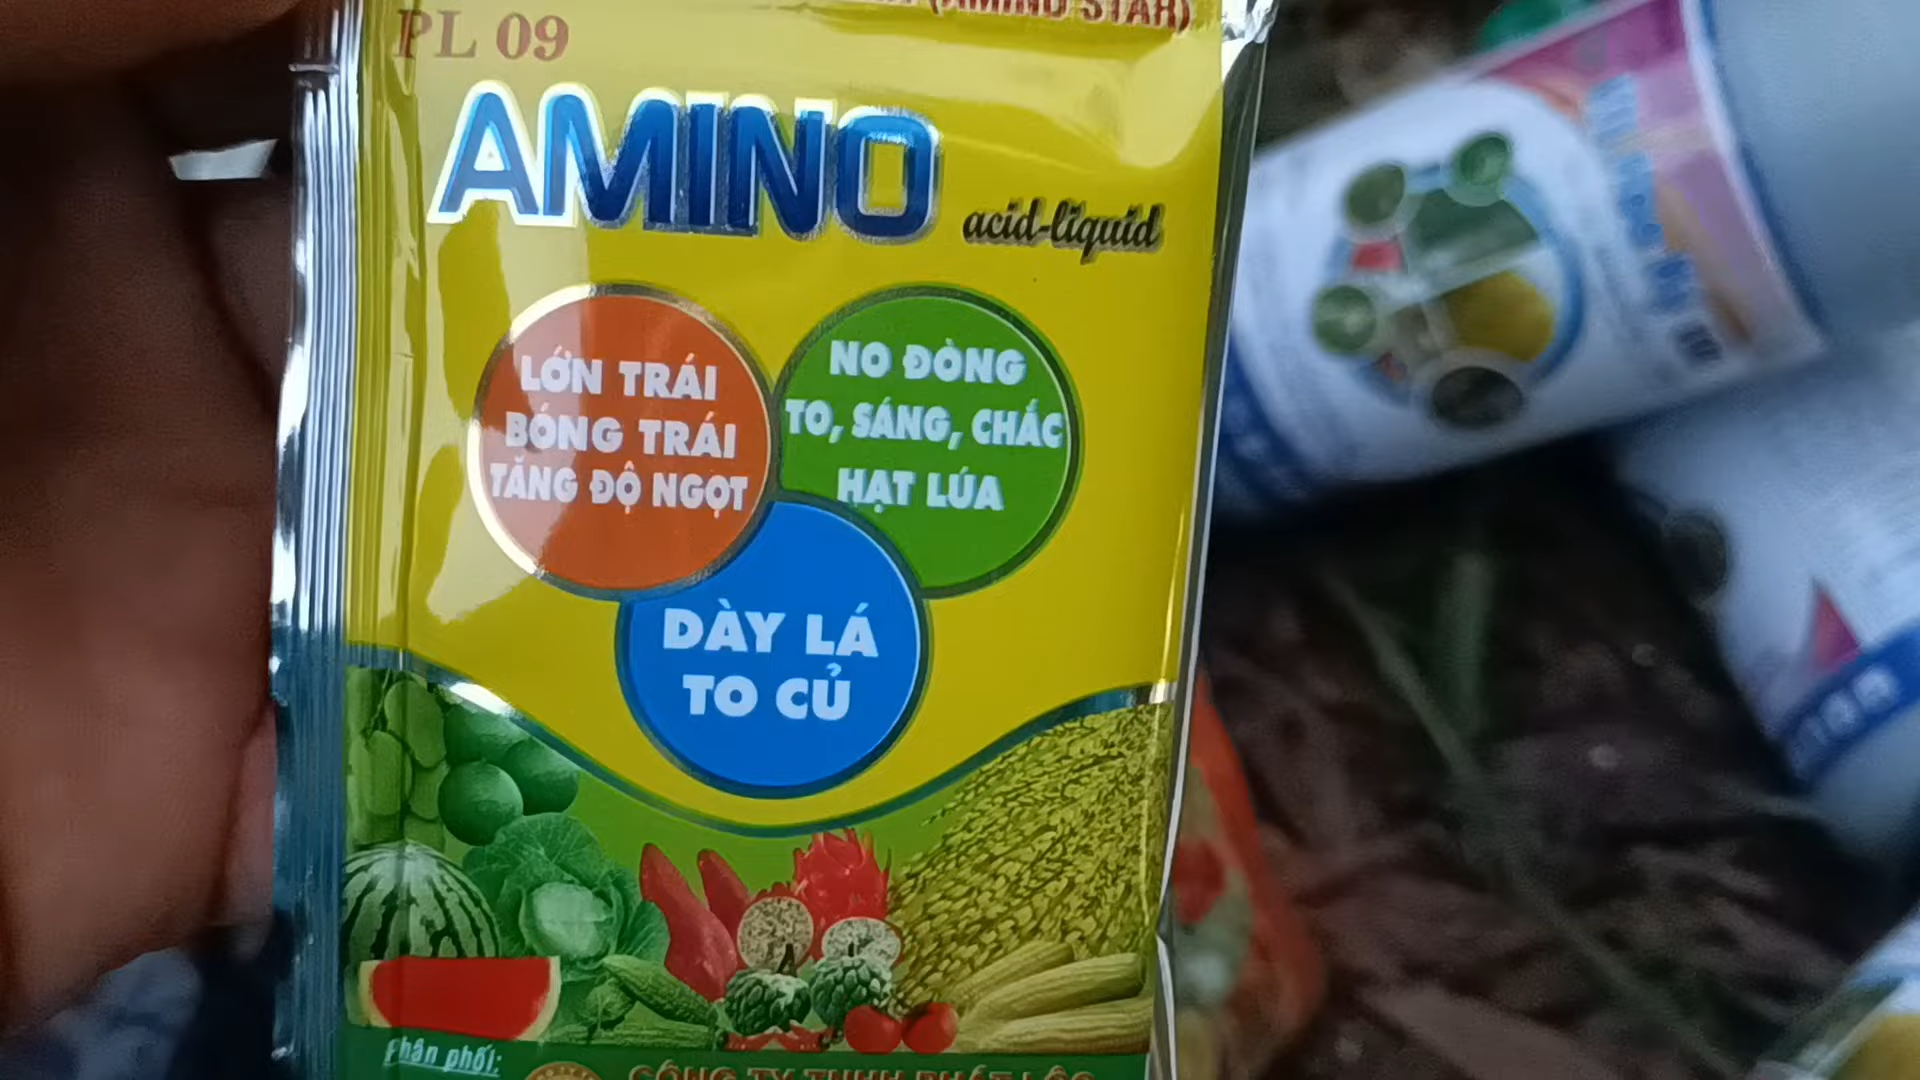 (AMINO STAR)
PL 09
AMINO
acid-liquid
LỚN TRÁI
BÓNG TRÁI
TĂNG ĐỘ NGỌT
NO ĐÒNG
TO, SÁNG, CHẮC
HẠT LÚA
DÀY LÁ
TO CỦ
Phân phối:
CÔNG TY TNHH PHÁT LỘC